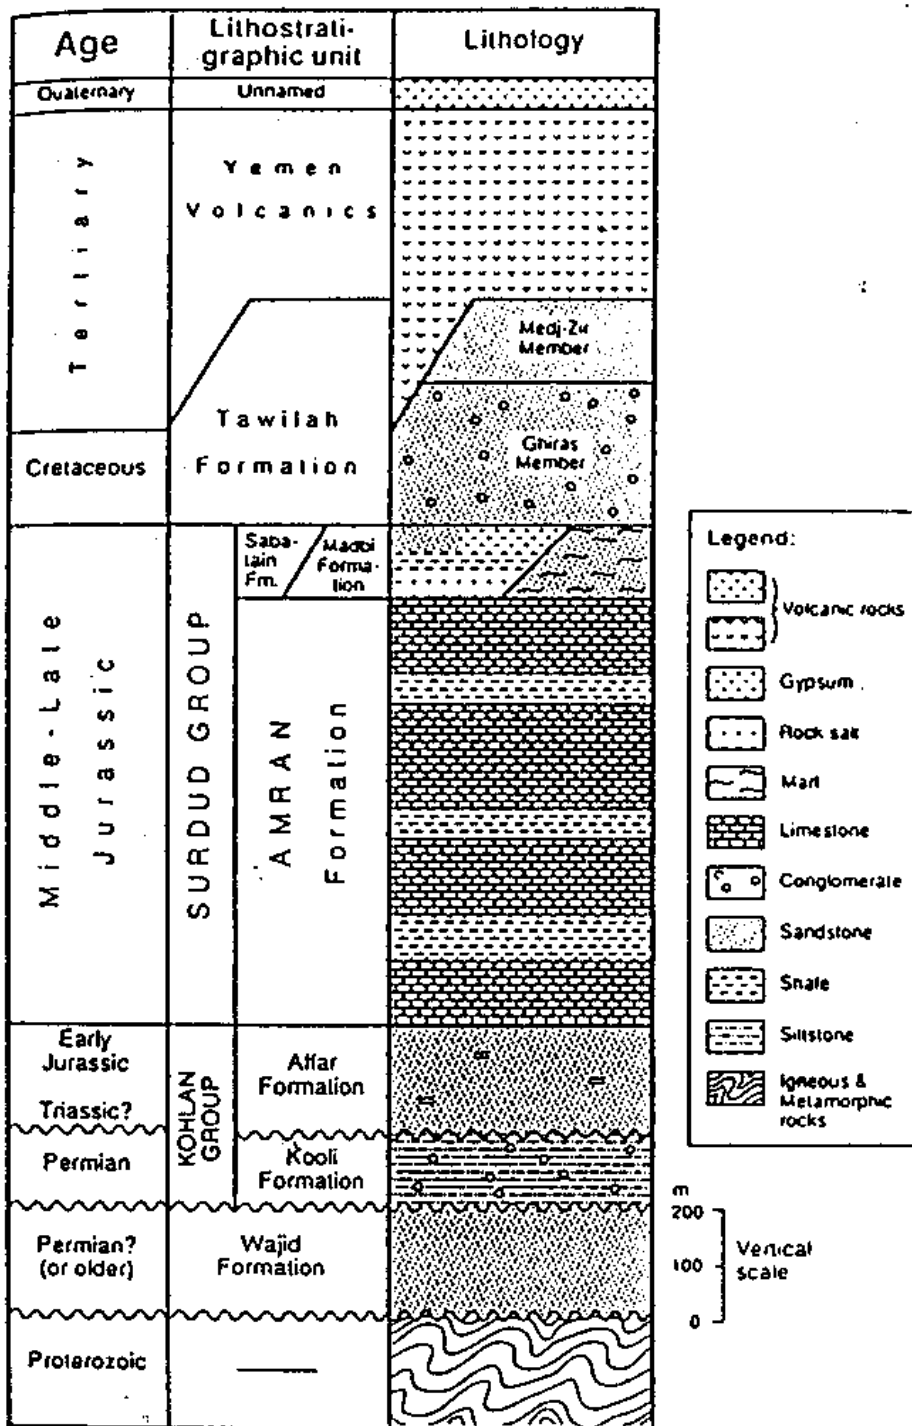 Age
Lithostrati-
graphic unit
Lithology
Quaternary
Unnamed
Tertiary
Yemen
Volcanics
Medj-Zir
Member
Tawilah
Formation
Ghiras
Member
Cretaceous
Middle-Late
Jurassic
SURDUD GROUP
Saba-
tain
Fm.
Madbi
Forma-
tion
AMRAN
Formation
Early
Jurassic
Triassic?
KOHLAN
GROUP
Alfar
Formation
Permian
Kooli
Formation
Permian?
(or older)
Wajid
Formation
Proterozoic
Legend:
Volcanic rocks
Gypsum
Rock salt
Marl
Limestone
Conglomerate
Sandstone
Shale
Siltstone
Igneous &
Metamorphic
rocks
m
200
100
0
Vertical
scale